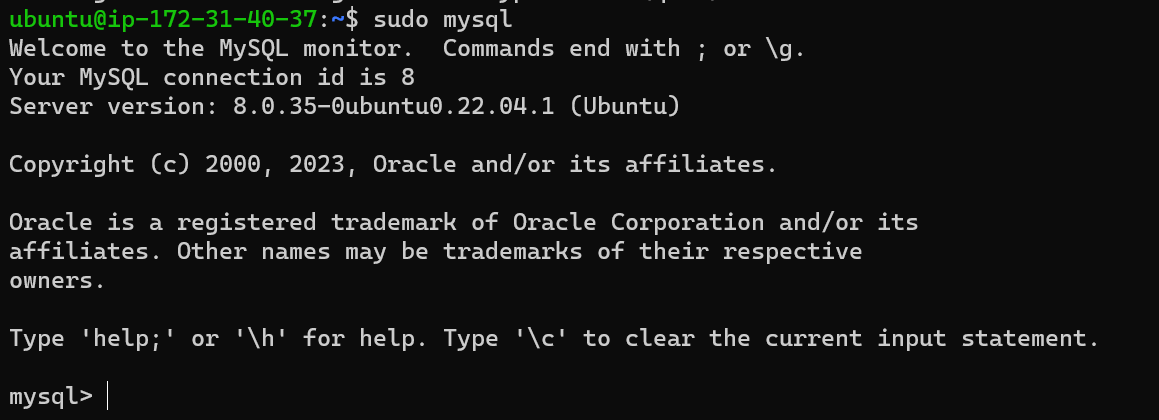 ubuntu@ip-172-31-40-37:~$ sudo mysql
Welcome to the MySQL monitor.  Commands end with ; or \g.
Your MySQL connection id is 8
Server version: 8.0.35-0ubuntu0.22.04.1 (Ubuntu)
Copyright (c) 2000, 2023, Oracle and/or its affiliates.
Oracle is a registered trademark of Oracle Corporation and/or its
affiliates. Other names may be trademarks of their respective
owners.
Type 'help;' or '\h' for help. Type '\c' to clear the current input statement.
mysql>